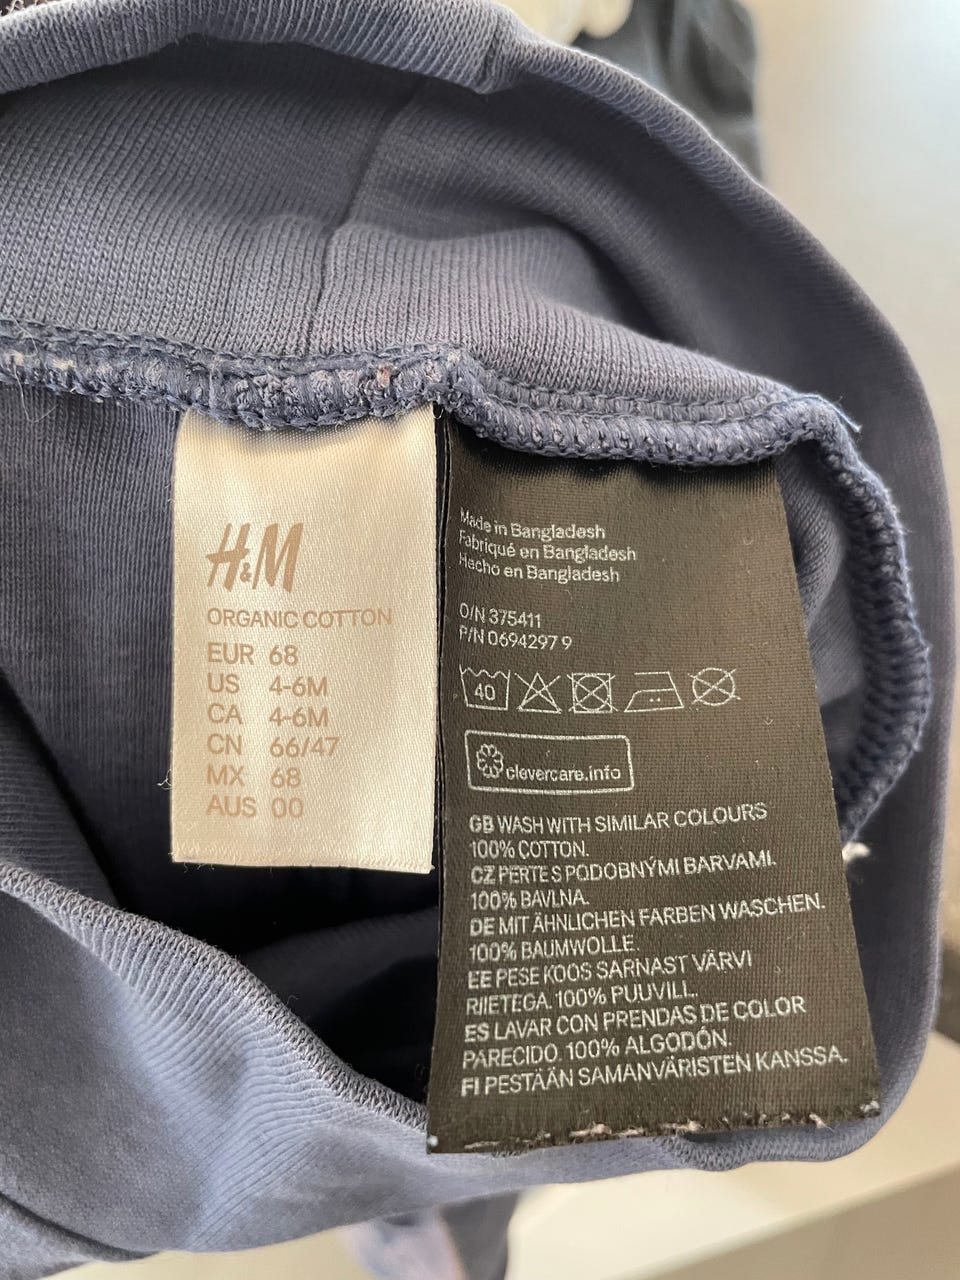 H&M
ORGANIC COTTON
EUR 68
US 4-6M
CA 4-6M
CN 66/47
MX 68
AUS 00
Made in Bangladesh
Fabriqué en Bangladesh
Hecho en Bangladesh
O/N 375411
P/N 0694297 9
40
clevercare.info
GB WASH WITH SIMILAR COLOURS
100% COTTON.
CZ PERTE S PODOBNÝMI BARVAMI.
100% BAVLNA.
DE MIT ÄHNLICHEN FARBEN WASCHEN.
100% BAUMWOLLE.
EE PESE KOOS SARNAST VÄRVI
RIIETEGA. 100% PUUVILL.
ES LAVAR CON PRENDAS DE COLOR
PARECIDO. 100% ALGODÓN.
FI PESTÄÄN SAMANVÄRISTEN KANSSA.